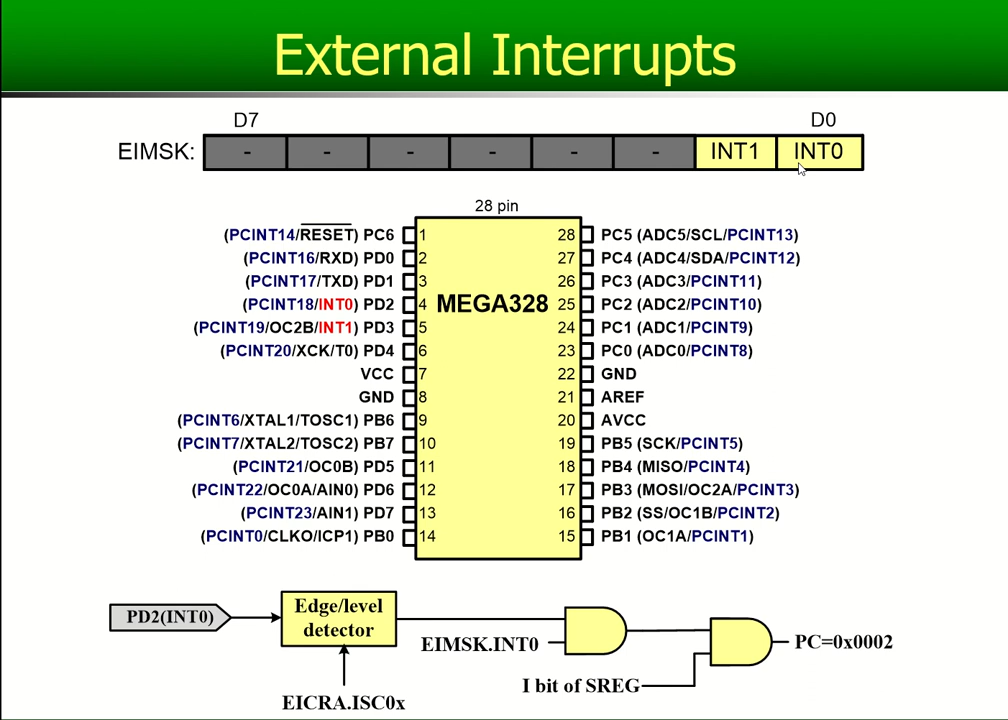 External Interrupts
D7 D0
EIMSK: - - - - - - INT1 INT0
28 pin
MEGA328
(PCINT14/RESET) PC6 1 28 PC5 (ADC5/SCL/PCINT13)
(PCINT16/RXD) PD0 2 27 PC4 (ADC4/SDA/PCINT12)
(PCINT17/TXD) PD1 3 26 PC3 (ADC3/PCINT11)
(PCINT18/INT0) PD2 4 25 PC2 (ADC2/PCINT10)
(PCINT19/OC2B/INT1) PD3 5 24 PC1 (ADC1/PCINT9)
(PCINT20/XCK/T0) PD4 6 23 PC0 (ADC0/PCINT8)
VCC 7 22 GND
GND 8 21 AREF
(PCINT6/XTAL1/TOSC1) PB6 9 20 AVCC
(PCINT7/XTAL2/TOSC2) PB7 10 19 PB5 (SCK/PCINT5)
(PCINT21/OC0B) PD5 11 18 PB4 (MISO/PCINT4)
(PCINT22/OC0A/AIN0) PD6 12 17 PB3 (MOSI/OC2A/PCINT3)
(PCINT23/AIN1) PD7 13 16 PB2 (SS/OC1B/PCINT2)
(PCINT0/CLKO/ICP1) PB0 14 15 PB1 (OC1A/PCINT1)
PD2(INT0)
Edge/level
detector
EICRA.ISC0x
EIMSK.INT0
I bit of SREG
PC=0x0002